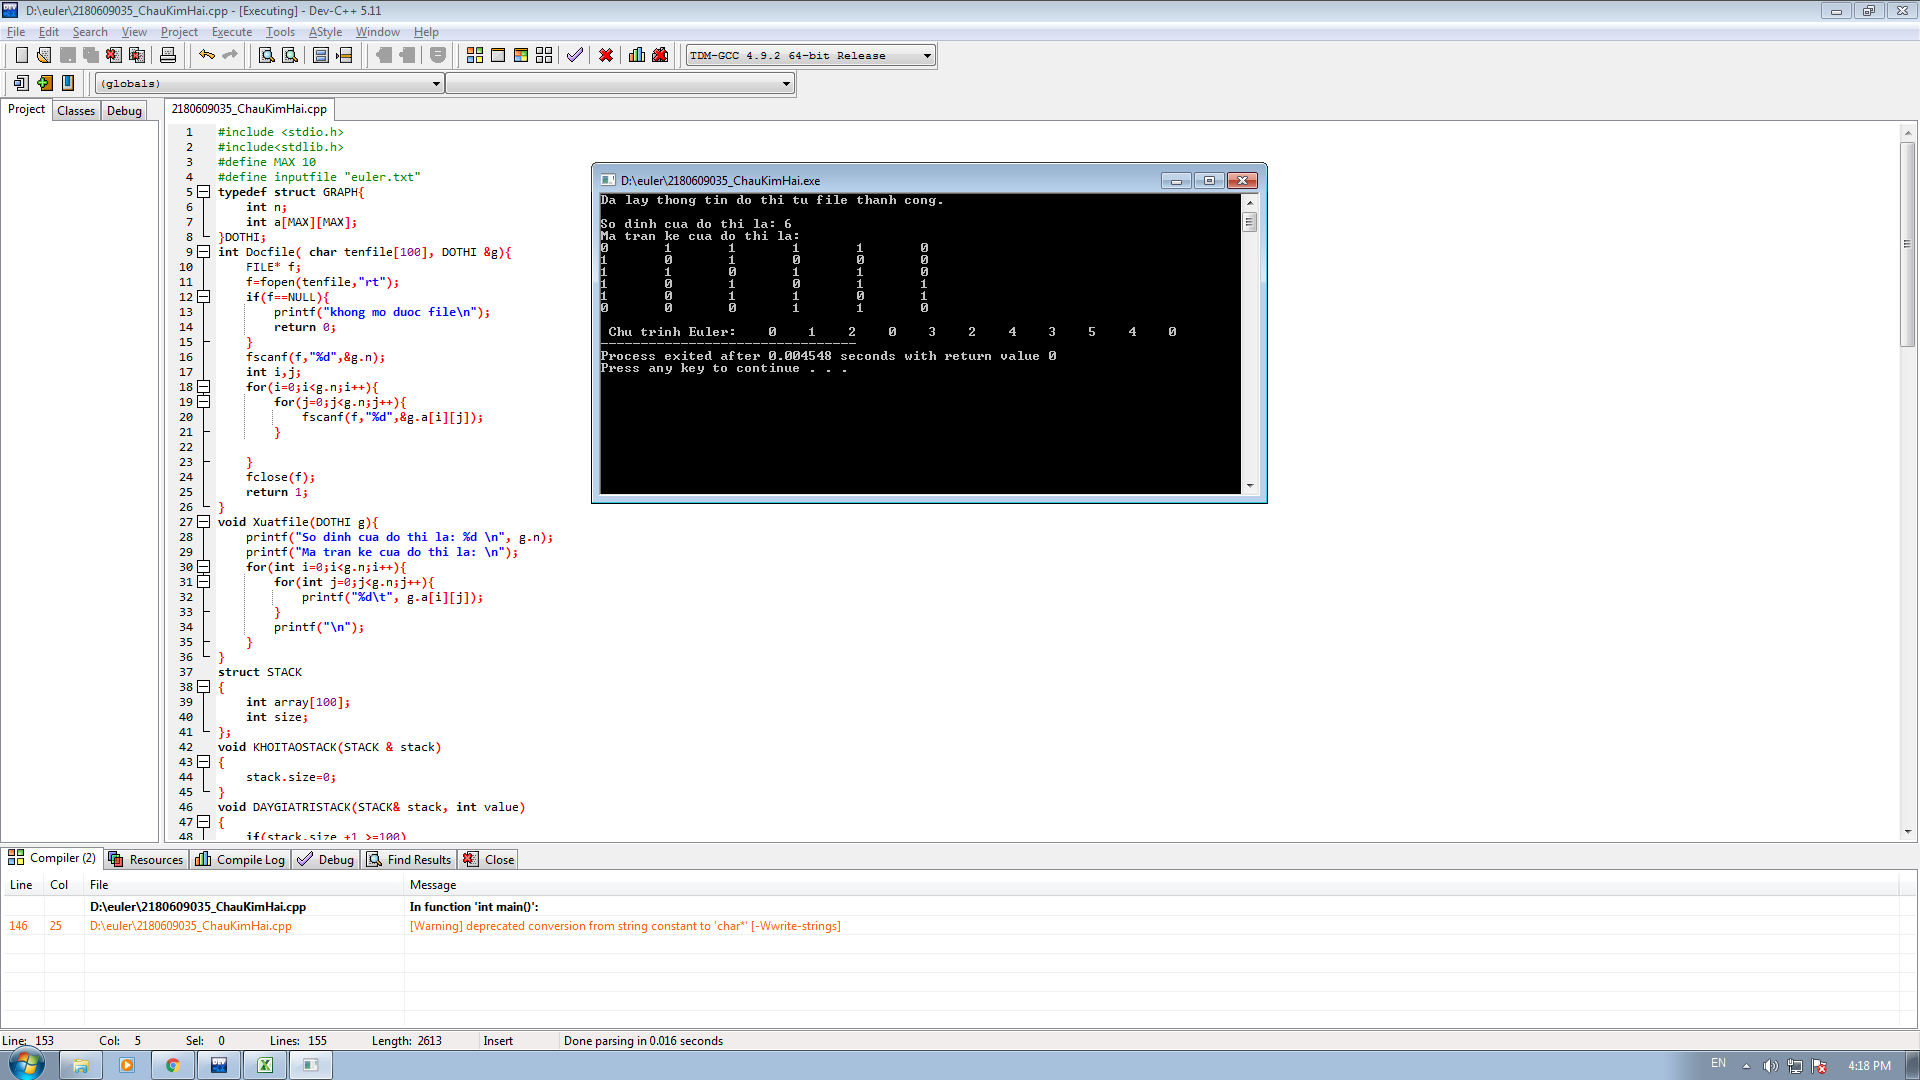 D:\euler\2180609035_ChauKimHai.cpp - [Executing] - Dev-C++ 5.11
File Edit Search View Project Execute Tools AStyle Window Help
TDM-GCC 4.9.2 64-bit Release
(globals)
Project Classes Debug
2180609035_ChauKimHai.cpp
1 #include <stdio.h>
2 #include<stdlib.h>
3 #define MAX 10
4 #define inputfile "euler.txt"
5 typedef struct GRAPH{
6 int n;
7 int a[MAX][MAX];
8 }DOTHI;
9 int Docfile( char tenfile[100], DOTHI &g){
10 FILE* f;
11 f=fopen(tenfile,"rt");
12 if(f==NULL){
13 printf("khong mo duoc file\n");
14 return 0;
15 }
16 fscanf(f,"%d",&g.n);
17 int i,j;
18 for(i=0;i<g.n;i++){
19 for(j=0;j<g.n;j++){
20 fscanf(f,"%d",&g.a[i][j]);
21 }
22
23 }
24 fclose(f);
25 return 1;
26 }
27 void Xuatfile(DOTHI g){
28 printf("So dinh cua do thi la: %d \n", g.n);
29 printf("Ma tran ke cua do thi la: \n");
30 for(int i=0;i<g.n;i++){
31 for(int j=0;j<g.n;j++){
32 printf("%d\t", g.a[i][j]);
33 }
34 printf("\n");
35 }
36 }
37 struct STACK
38 {
39 int array[100];
40 int size;
41 };
42 void KHOITAOSTACK(STACK & stack)
43 {
44 stack.size=0;
45 }
46 void DAYGIATRISTACK(STACK& stack, int value)
47 {
48 if(stack.size +1 >=100)
D:\euler\2180609035_ChauKimHai.exe
Da lay thong tin do thi tu file thanh cong.
So dinh cua do thi la: 6
Ma tran ke cua do thi la:
0 1 1 1 1 0
1 0 1 0 0 0
1 1 0 1 1 0
1 0 1 0 1 1
1 0 1 1 0 1
0 0 0 1 1 0
Chu trinh Euler: 0 1 2 0 3 2 4 3 5 4 0
--------------------------------
Process exited after 0.004548 seconds with return value 0
Press any key to continue . . .
Compiler (2) Resources Compile Log Debug Find Results Close
Line Col File Message
D:\euler\2180609035_ChauKimHai.cpp In function 'int main()':
146 25 D:\euler\2180609035_ChauKimHai.cpp [Warning] deprecated conversion from string constant to 'char*' [-Wwrite-strings]
Line: 153 Col: 5 Sel: 0 Lines: 155 Length: 2613 Insert Done parsing in 0.016 seconds
EN 4:18 PM